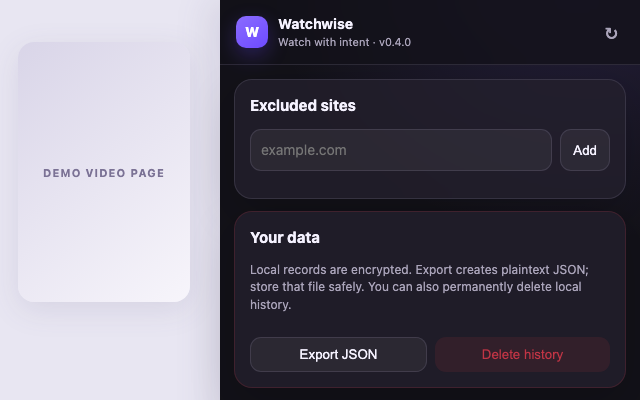 DEMO VIDEO PAGE
W
Watchwise
Watch with intent · v0.4.0
↻
Excluded sites
example.com
Add
Your data
Local records are encrypted. Export creates plaintext JSON;
store that file safely. You can also permanently delete local
history.
Export JSON
Delete history